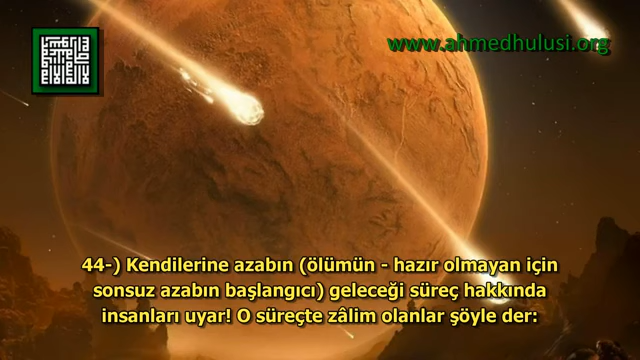 www.ahmedhulusi.org
44-) Kendilerine azabın (ölümün - hazır olmayan için
sonsuz azabın başlangıcı) geleceği süreç hakkında
insanları uyar! O süreçte zâlim olanlar şöyle der: